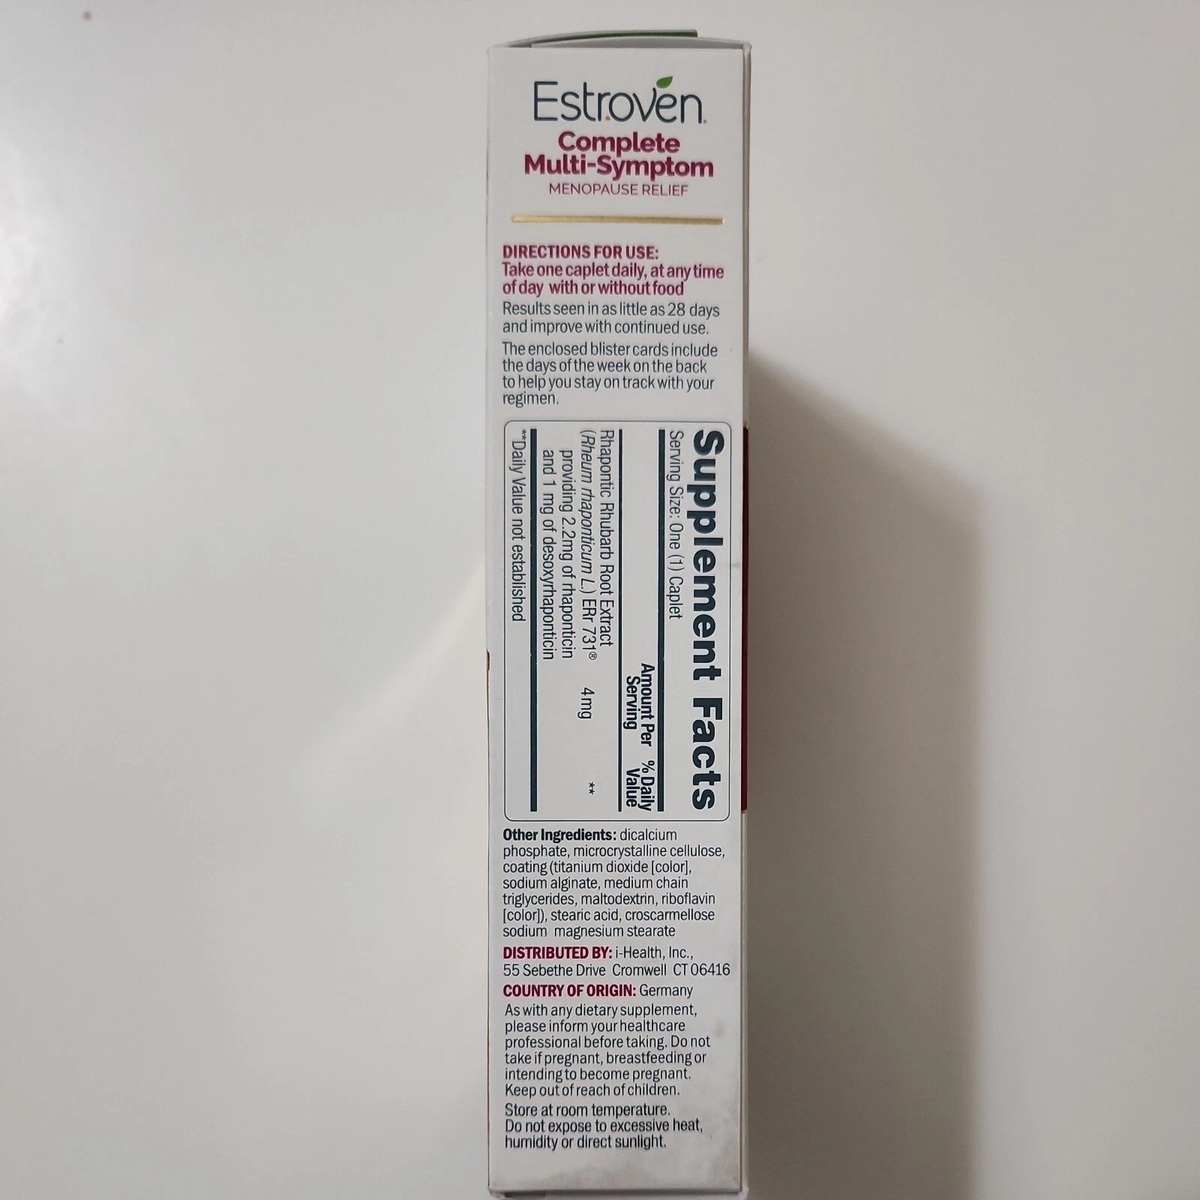 Estroven.
Complete
Multi-Symptom
MENOPAUSE RELIEF
DIRECTIONS FOR USE:
Take one caplet daily, at any time
of day with or without food
Results seen in as little as 28 days
and improve with continued use.
The enclosed blister cards include
the days of the week on the back
to help you stay on track with your
regimen.
Supplement Facts
Serving Size: One (1) Caplet
Amount Per
Serving
% Daily
Value
Rhapontic Rhubarb Root Extract
(Rheum rhaponticum L.) ERr 731® 4mg **
providing 2.2mg of rhaponticin
and 1 mg of desoxyrhaponticin
**Daily Value not established
Other Ingredients: dicalcium
phosphate, microcrystalline cellulose,
coating (titanium dioxide [color],
sodium alginate, medium chain
triglycerides, maltodextrin, riboflavin
[color]), stearic acid, croscarmellose
sodium magnesium stearate
DISTRIBUTED BY: i-Health, Inc.,
55 Sebethe Drive Cromwell CT 06416
COUNTRY OF ORIGIN: Germany
As with any dietary supplement,
please inform your healthcare
professional before taking. Do not
take if pregnant, breastfeeding or
intending to become pregnant.
Keep out of reach of children.
Store at room temperature.
Do not expose to excessive heat,
humidity or direct sunlight.